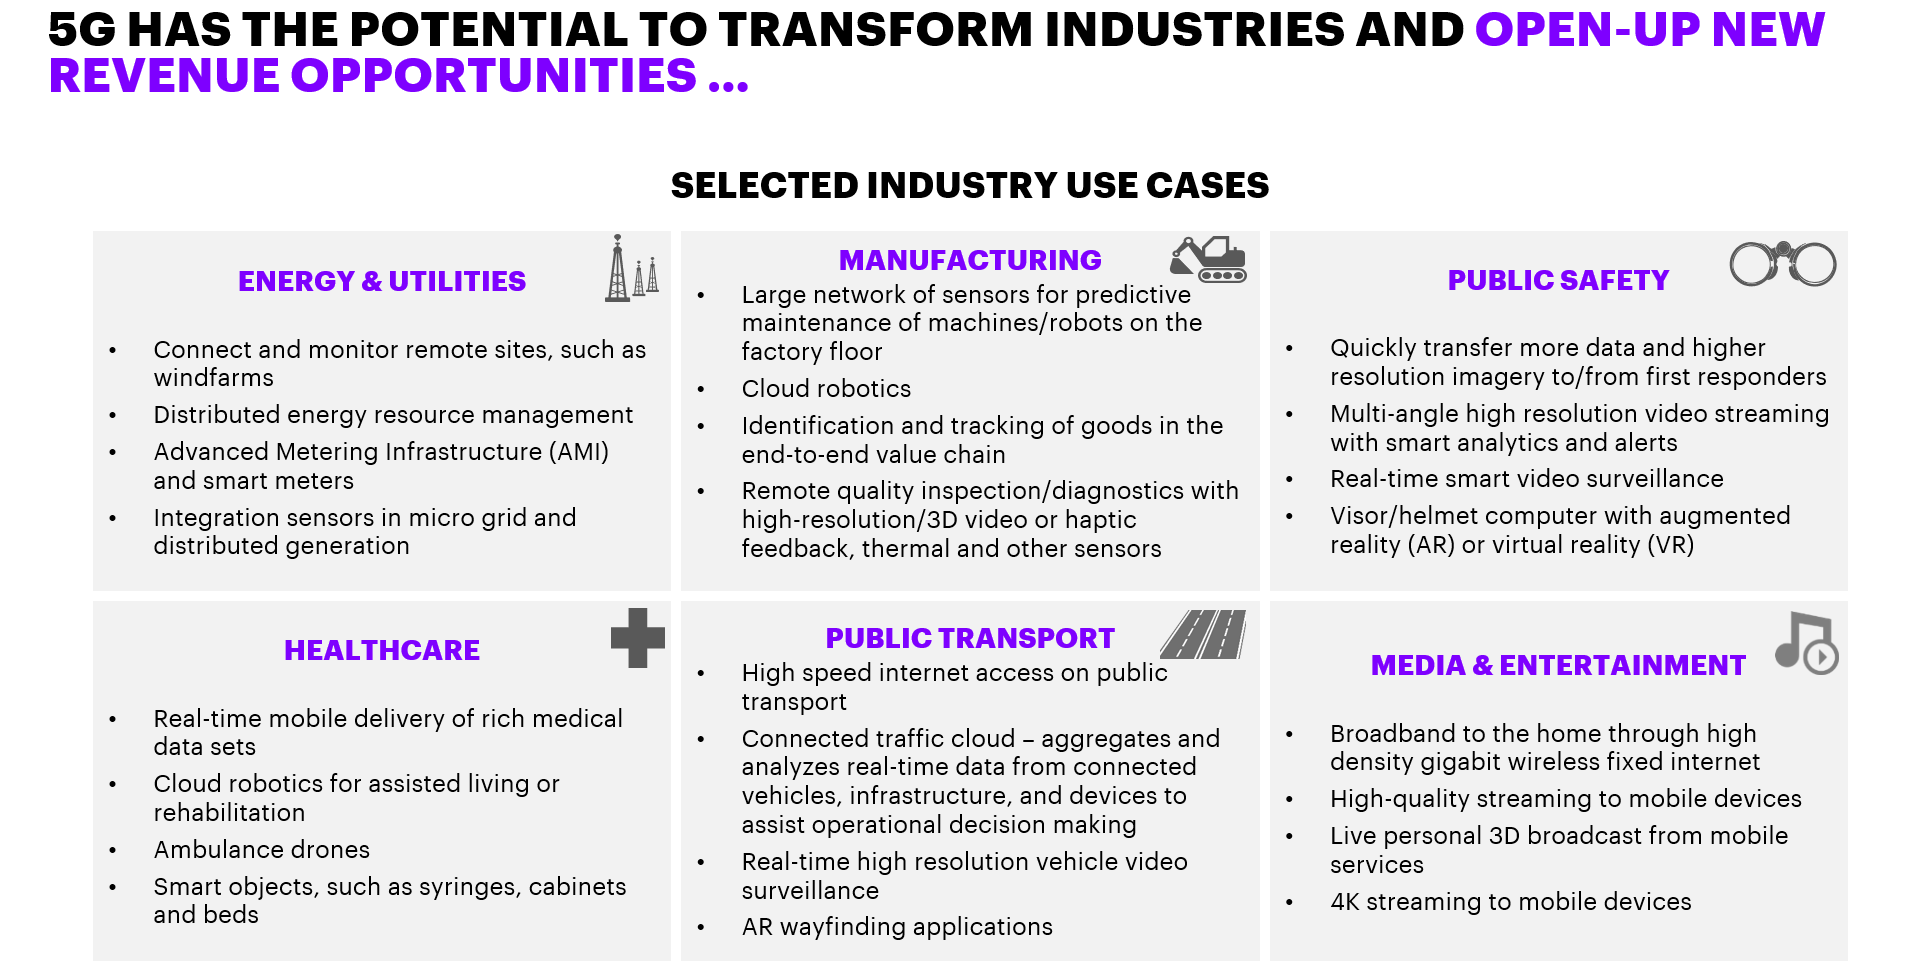 5G HAS THE POTENTIAL TO TRANSFORM INDUSTRIES AND OPEN-UP NEW
REVENUE OPPORTUNITIES ...
SELECTED INDUSTRY USE CASES
ENERGY & UTILITIES
• Connect and monitor remote sites, such as
windfarms
• Distributed energy resource management
• Advanced Metering Infrastructure (AMI)
and smart meters
• Integration sensors in micro grid and
distributed generation
MANUFACTURING
• Large network of sensors for predictive
maintenance of machines/robots on the
factory floor
• Cloud robotics
• Identification and tracking of goods in the
end-to-end value chain
• Remote quality inspection/diagnostics with
high-resolution/3D video or haptic
feedback, thermal and other sensors
PUBLIC SAFETY
• Quickly transfer more data and higher
resolution imagery to/from first responders
• Multi-angle high resolution video streaming
with smart analytics and alerts
• Real-time smart video surveillance
• Visor/helmet computer with augmented
reality (AR) or virtual reality (VR)
HEALTHCARE
• Real-time mobile delivery of rich medical
data sets
• Cloud robotics for assisted living or
rehabilitation
• Ambulance drones
• Smart objects, such as syringes, cabinets
and beds
PUBLIC TRANSPORT
• High speed internet access on public
transport
• Connected traffic cloud – aggregates and
analyzes real-time data from connected
vehicles, infrastructure, and devices to
assist operational decision making
• Real-time high resolution vehicle video
surveillance
• AR wayfinding applications
MEDIA & ENTERTAINMENT
• Broadband to the home through high
density gigabit wireless fixed internet
• High-quality streaming to mobile devices
• Live personal 3D broadcast from mobile
services
• 4K streaming to mobile devices